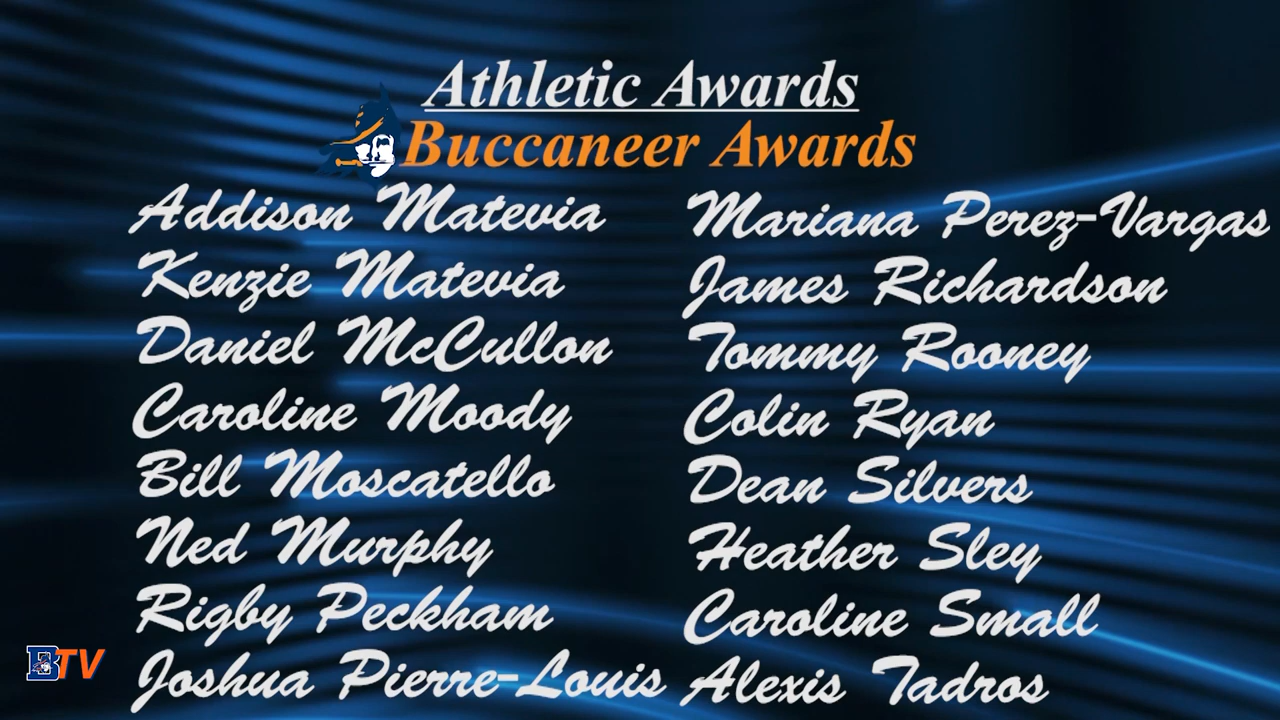 Athletic Awards
Buccaneer Awards
Addison Matevia
Kenzie Matevia
Daniel McCullon
Caroline Moody
Bill Moscatello
Ned Murphy
Rigby Peckham
Joshua Pierre-Louis
Mariana Perez-Vargas
James Richardson
Tommy Rooney
Colin Ryan
Dean Silvers
Heather Sley
Caroline Small
Alexis Tadros
BTV